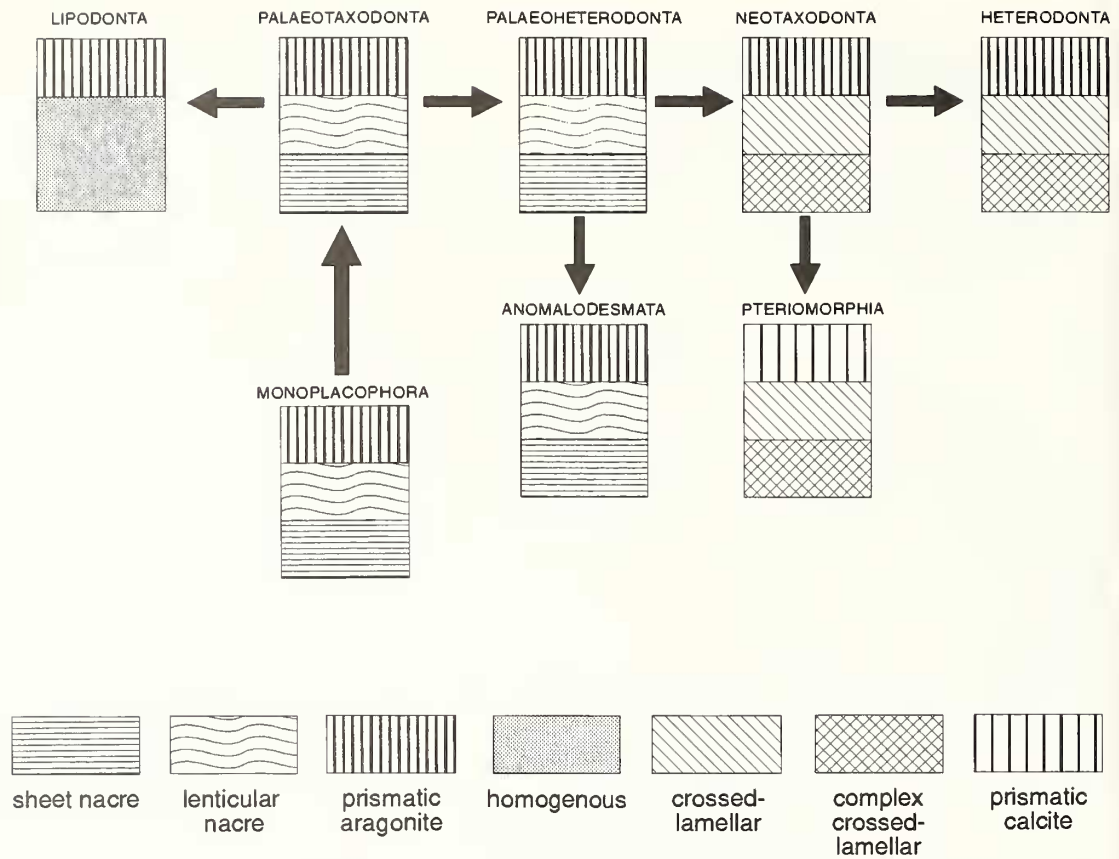 LIPODONTA
PALAEOTAXODONTA
PALAEOHETERODONTA
NEOTAXODONTA
HETERODONTA
ANOMALODESMATA
PTERIOMORPHIA
MONOPLACOPHORA
sheet nacre
lenticular
nacre
prismatic
aragonite
homogenous
crossed-
lamellar
complex
crossed-
lamellar
prismatic
calcite